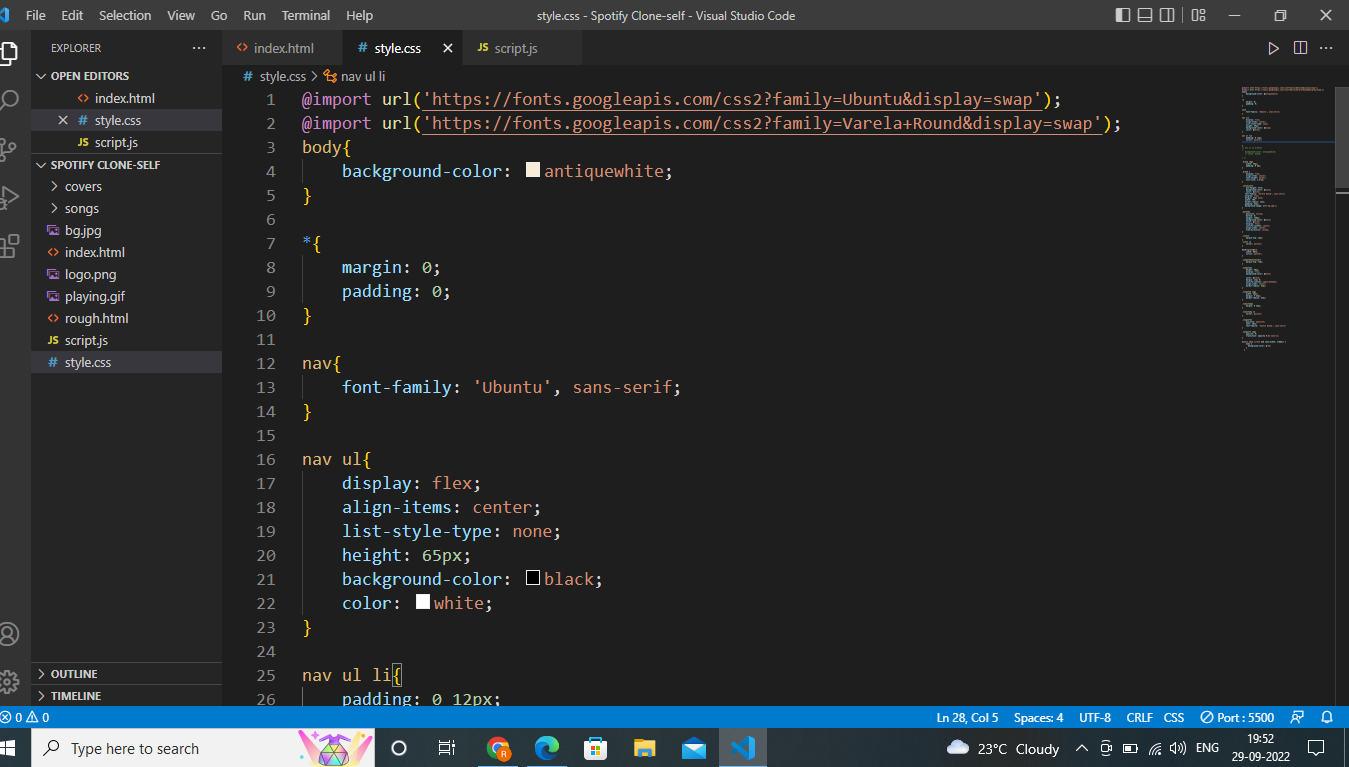 File Edit Selection View Go Run Terminal Help
style.css - Spotify Clone-self - Visual Studio Code
EXPLORER
OPEN EDITORS
index.html
# style.css
JS script.js
SPOTIFY CLONE-SELF
covers
songs
bg.jpg
index.html
logo.png
playing.gif
rough.html
JS script.js
# style.css
OUTLINE
TIMELINE
index.html # style.css JS script.js
# style.css > nav ul li
1 @import url('https://fonts.googleapis.com/css2?family=Ubuntu&display=swap');
2 @import url('https://fonts.googleapis.com/css2?family=Varela+Round&display=swap');
3 body{
4 background-color: antiquewhite;
5 }
6
7 *{
8 margin: 0;
9 padding: 0;
10 }
11
12 nav{
13 font-family: 'Ubuntu', sans-serif;
14 }
15
16 nav ul{
17 display: flex;
18 align-items: center;
19 list-style-type: none;
20 height: 65px;
21 background-color: black;
22 color: white;
23 }
24
25 nav ul li{
26 padding: 0 12px;
0 0 Ln 28, Col 5 Spaces: 4 UTF-8 CRLF CSS Port : 5500
Type here to search
R
23°C Cloudy
ENG
19:52
29-09-2022